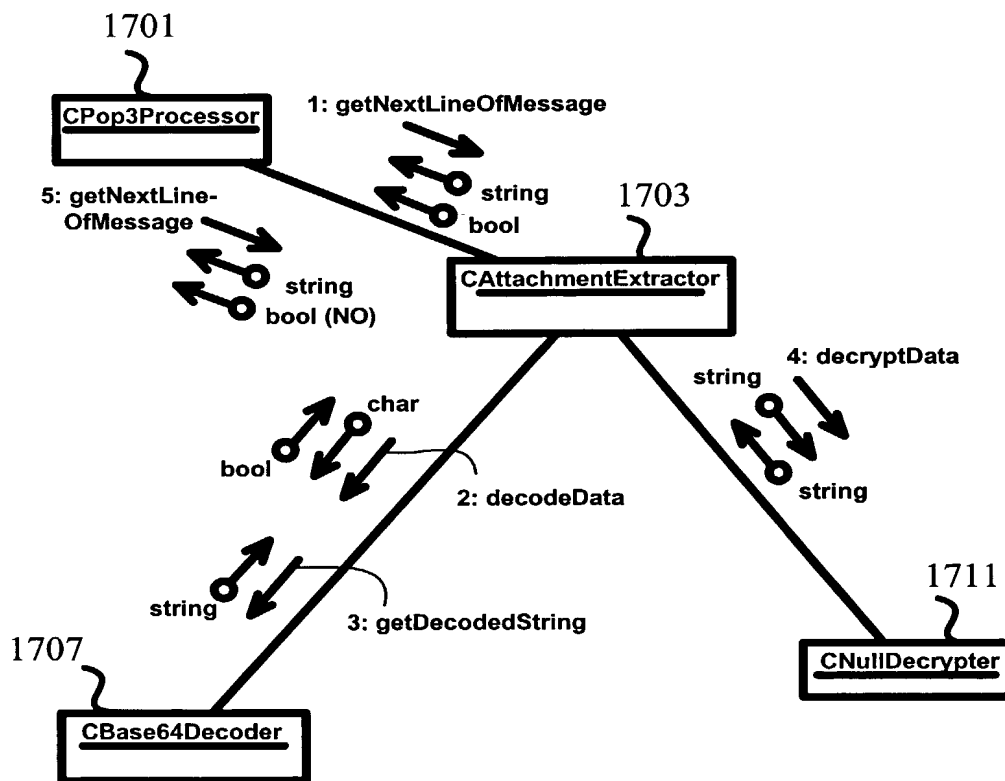 1701
CPop3Processor
1: getNextLineOfMessage
string
bool
5: getNextLine-
OfMessage
string
bool (NO)
1703
CAttachmentExtractor
4: decryptData
string
string
char
bool
2: decodeData
string
3: getDecodedString
1707
CBase64Decoder
1711
CNullDecrypter